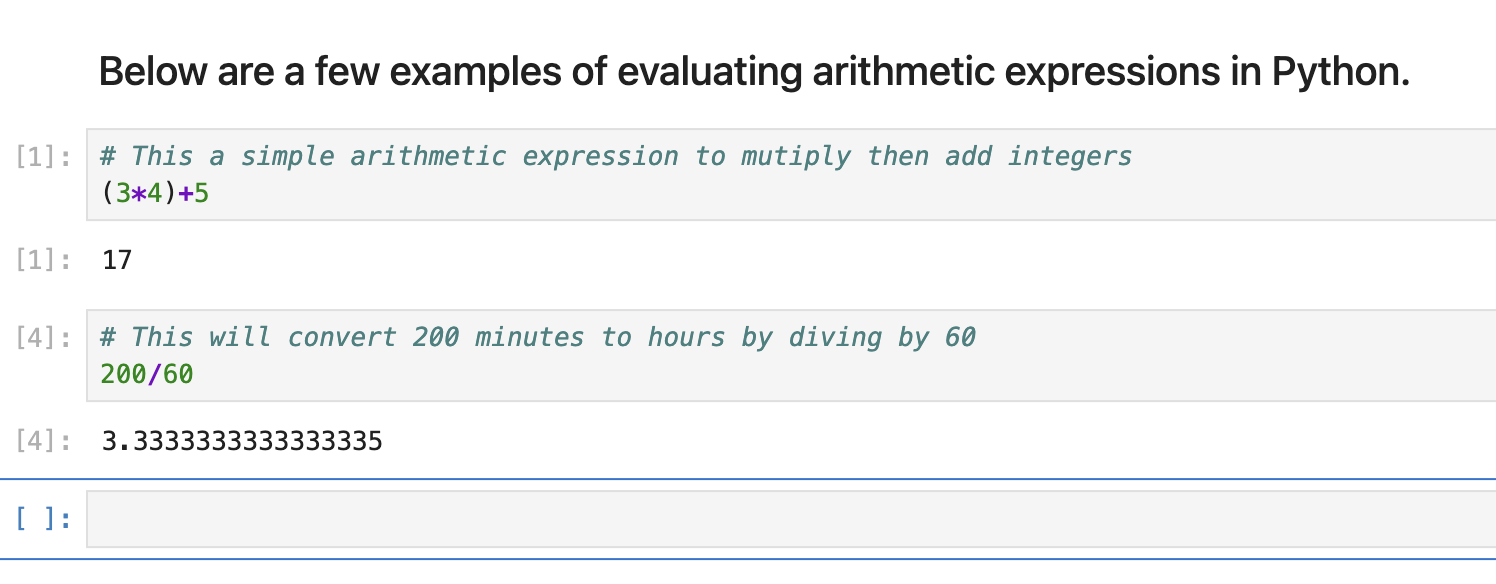 Below are a few examples of evaluating arithmetic expressions in Python.
[1]: # This a simple arithmetic expression to mutiply then add integers
(3*4)+5
[1]: 17
[4]: # This will convert 200 minutes to hours by diving by 60
200/60
[4]: 3.3333333333333335
[ ]: